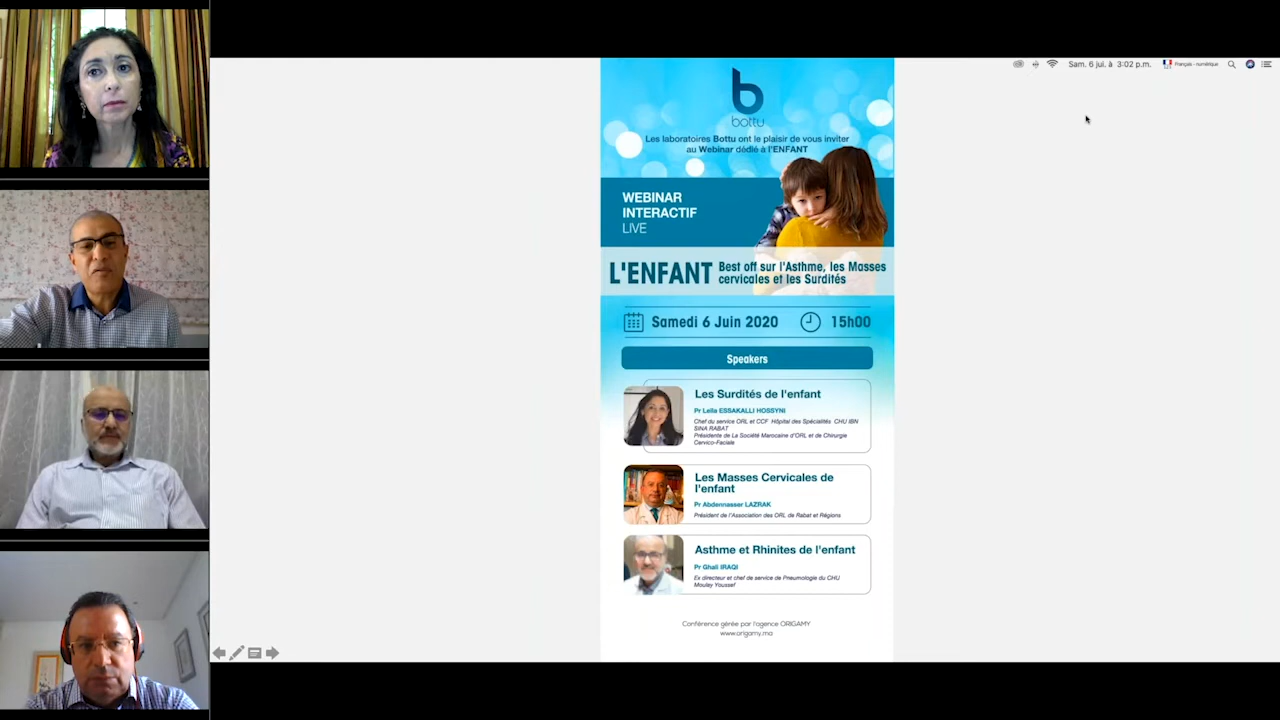 Sam. 6 jui. à 3:02 p.m.
Français - numérique
b
bottu
Les laboratoires Bottu ont le plaisir de vous inviter
au Webinar dédié à l'ENFANT
WEBINAR
INTERACTIF
LIVE
L'ENFANT
Best off sur l'Asthme, les Masses
cervicales et les Surdités
Samedi 6 Juin 2020
15h00
Speakers
Les Surdités de l'enfant
Pr Leila ESSAKALLI HOSSYNI
Chef du service ORL et CCF Hôpital des Spécialités CHU IBN
SINA RABAT
Présidente de La Société Marocaine d'ORL et de Chirurgie
Cervico-Faciale
Les Masses Cervicales de
l'enfant
Pr Abdennasser LAZRAK
Président de l'Association des ORL de Rabat et Régions
Asthme et Rhinites de l'enfant
Pr Ghali IRAQI
Ex directeur et chef de service de Pneumologie du CHU
Moulay Youssef
Conférence gérée par l'agence ORIGAMY
www.origamy.ma